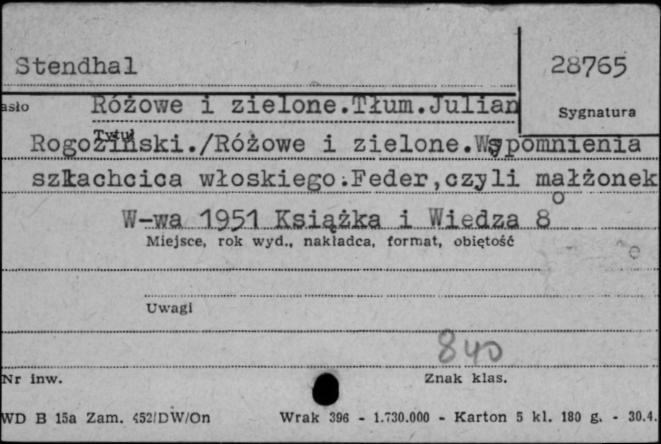 Stendhal
28765
asło
Różowe i zielone.Tłum.Julian
Sygnatura
Tytuł
Rogoziński./Różowe i zielone.Wspomnienia
szlachcica włoskiego.Feder,czyli małżonek
W-wa 1951 Książka i Wiedza 8o
Miejsce, rok wyd., nakładca, format, objętość
Uwagi
840
Nr inw.
Znak klas.
WD B 15a Zam. 452/DW/On
Wrak 396 - 1.730.000 - Karton 5 kl. 180 g. - 30.4.